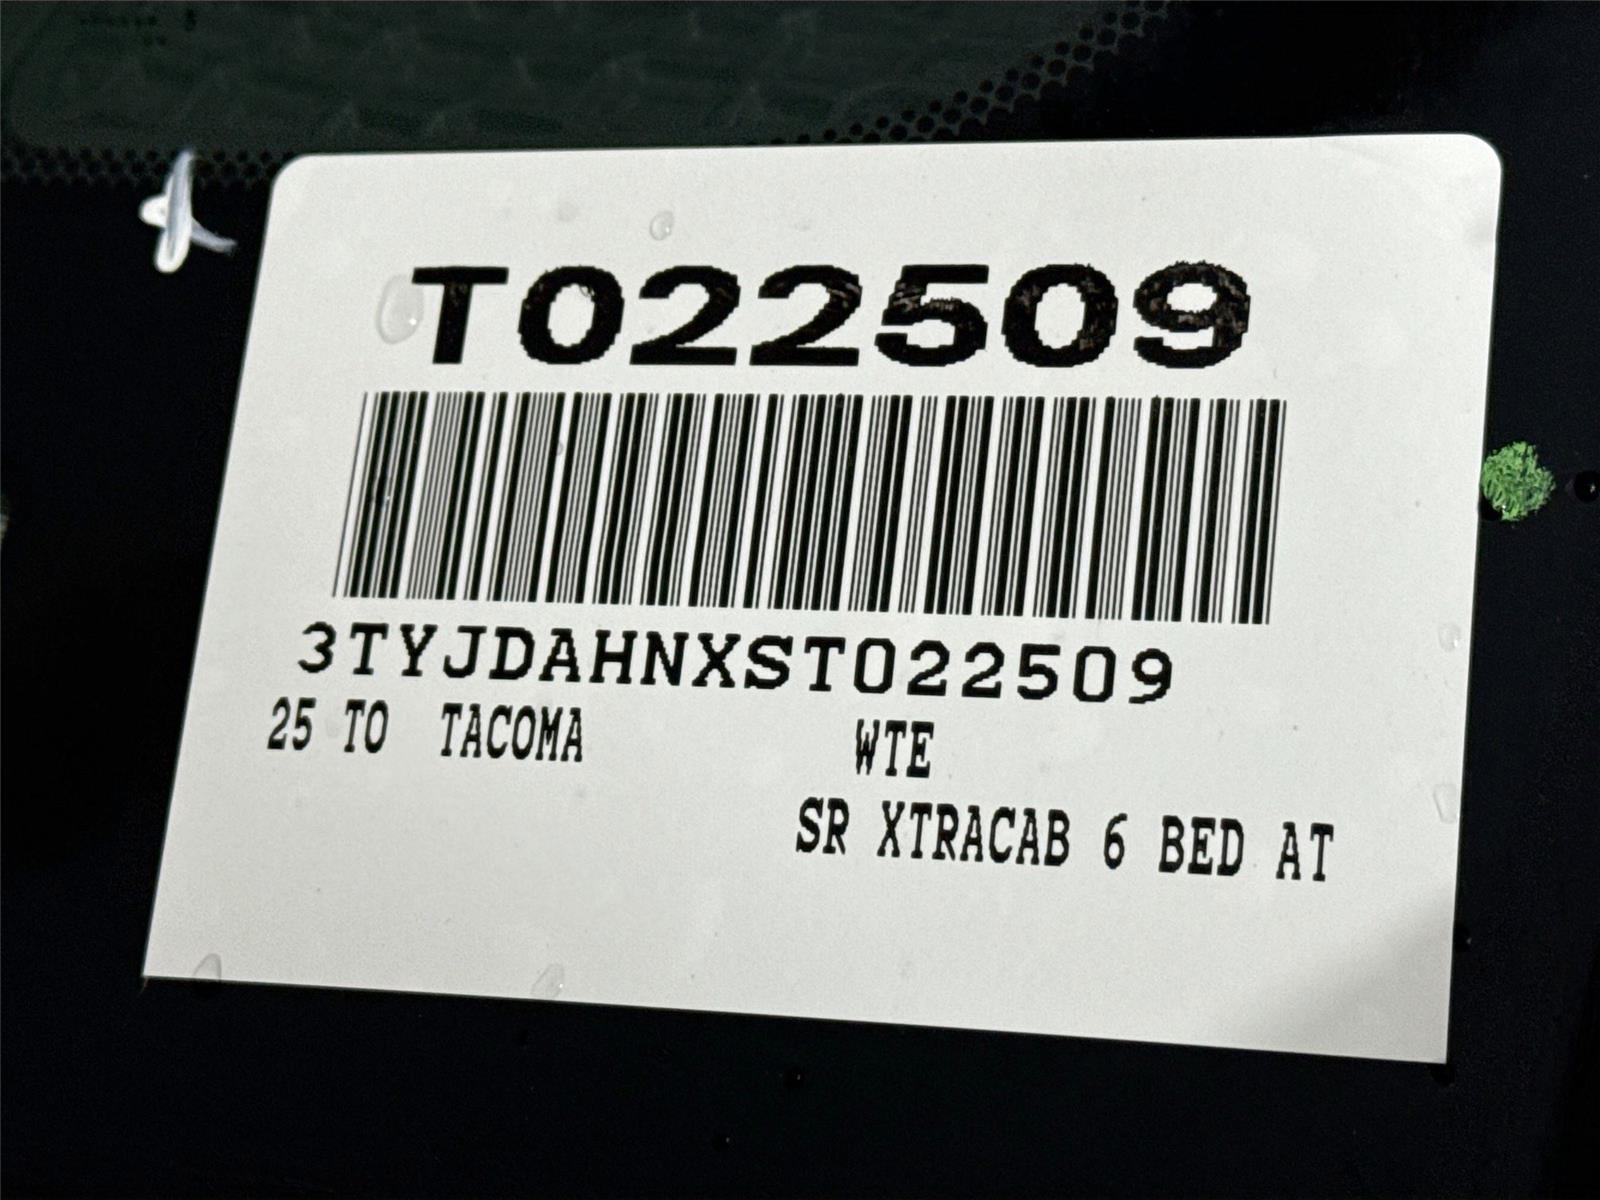 T022509
3TYJDAHNXST022509
25 TO TACOMA WTE
SR XTRACAB 6 BED AT